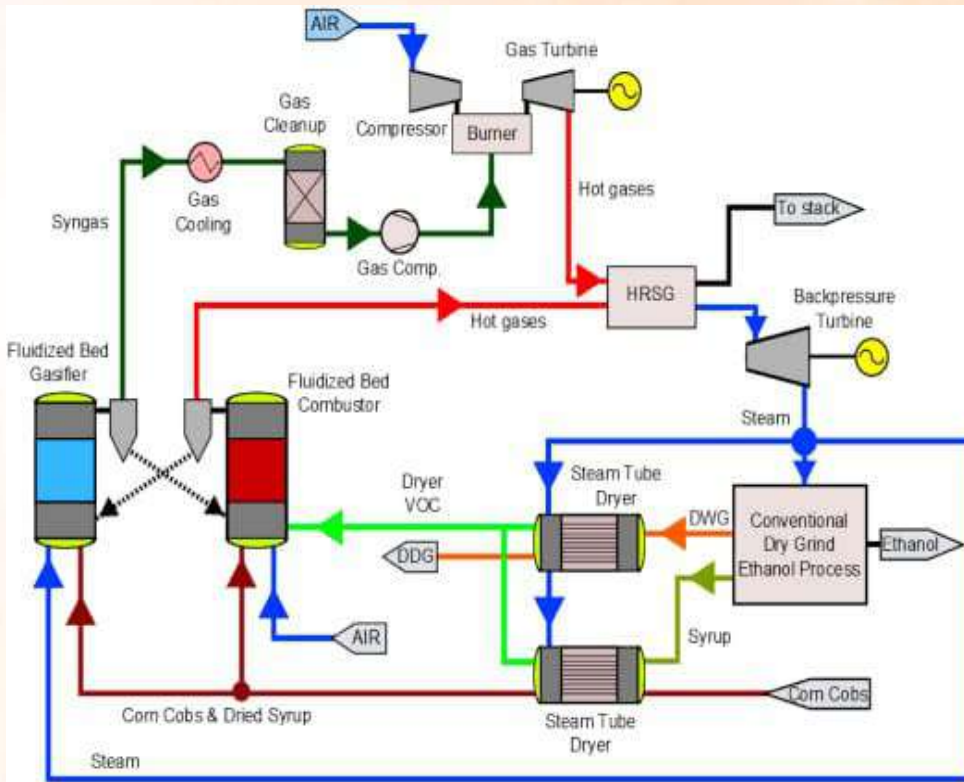 AIR
Gas Turbine
Gas
Cleanup
Compressor
Burner
Gas
Cooling
Syngas
Hot gases
To stack
Gas Comp.
HRSG
Backpressure
Turbine
Hot gases
Fluidized Bed
Gasifier
Fluidized Bed
Combustor
Steam
Steam Tube
Dryer
Dryer
VOC
DWG
Conventional
Dry Grind
Ethanol Process
Ethanol
DDG
AIR
Syrup
Corn Cobs
Corn Cobs & Dried Syrup
Steam Tube
Dryer
Steam